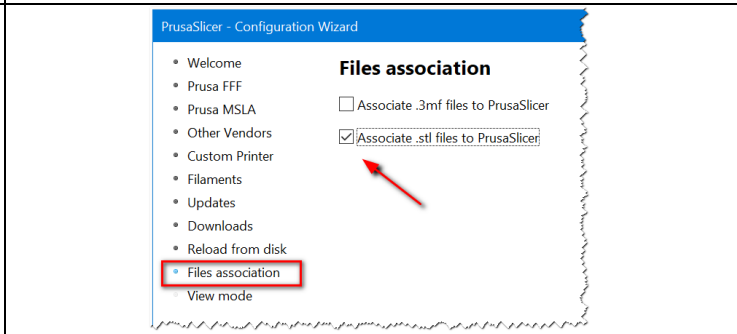 PrusaSlicer - Configuration Wizard
Welcome
Prusa FFF
Prusa MSLA
Other Vendors
Custom Printer
Filaments
Updates
Downloads
Reload from disk
Files association
View mode
Files association
Associate .3mf files to PrusaSlicer
Associate .stl files to PrusaSlicer